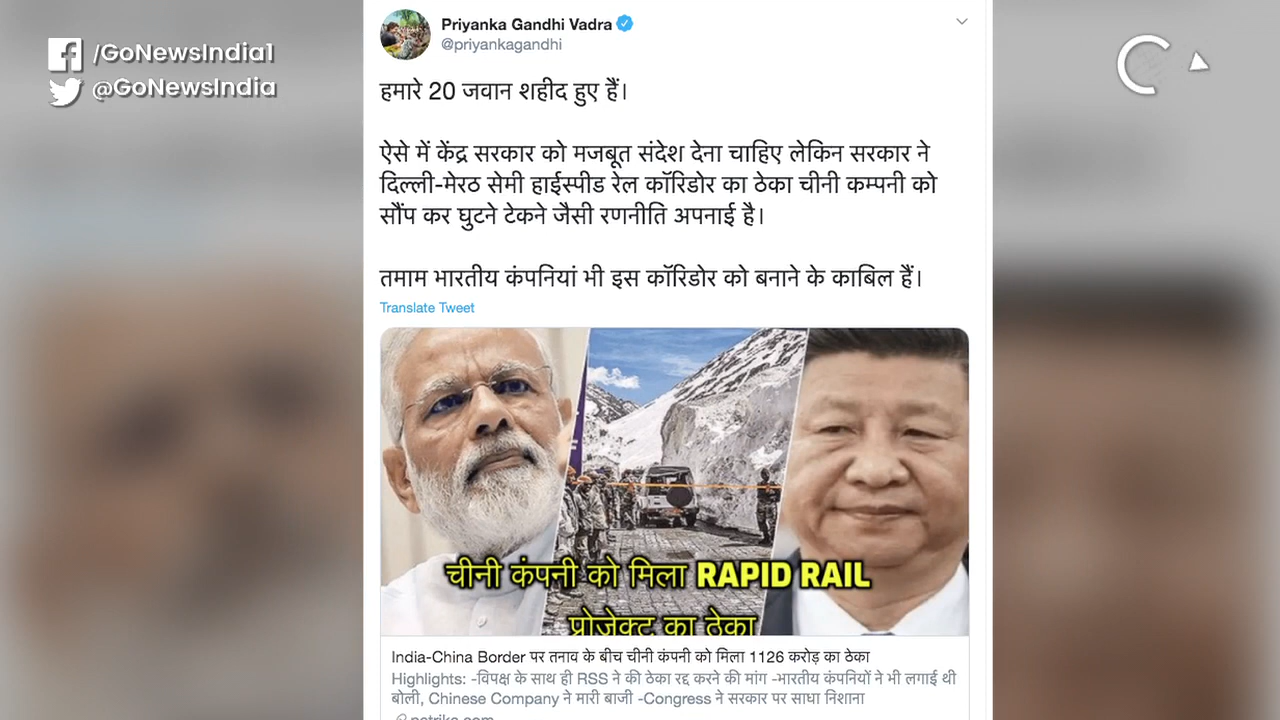 /GoNewsIndia1
@GoNewsIndia
Priyanka Gandhi Vadra
@priyankagandhi
हमारे 20 जवान शहीद हुए हैं।
ऐसे में केंद्र सरकार को मजबूत संदेश देना चाहिए लेकिन सरकार ने
दिल्ली-मेरठ सेमी हाईस्पीड रेल कॉरिडोर का ठेका चीनी कम्पनी को
सौंप कर घुटने टेकने जैसी रणनीति अपनाई है।
तमाम भारतीय कंपनियां भी इस कॉरिडोर को बनाने के काबिल हैं।
Translate Tweet
चीनी कंपनी को मिला RAPID RAIL
प्रोजेक्ट का ठेका
India-China Border पर तनाव के बीच चीनी कंपनी को मिला 1126 करोड़ का ठेका
Highlights: -विपक्ष के साथ ही RSS ने की ठेका रद्द करने की मांग -भारतीय कंपनियों ने भी लगाई थी
बोली, Chinese Company ने मारी बाजी -Congress ने सरकार पर साधा निशाना
patrika.com